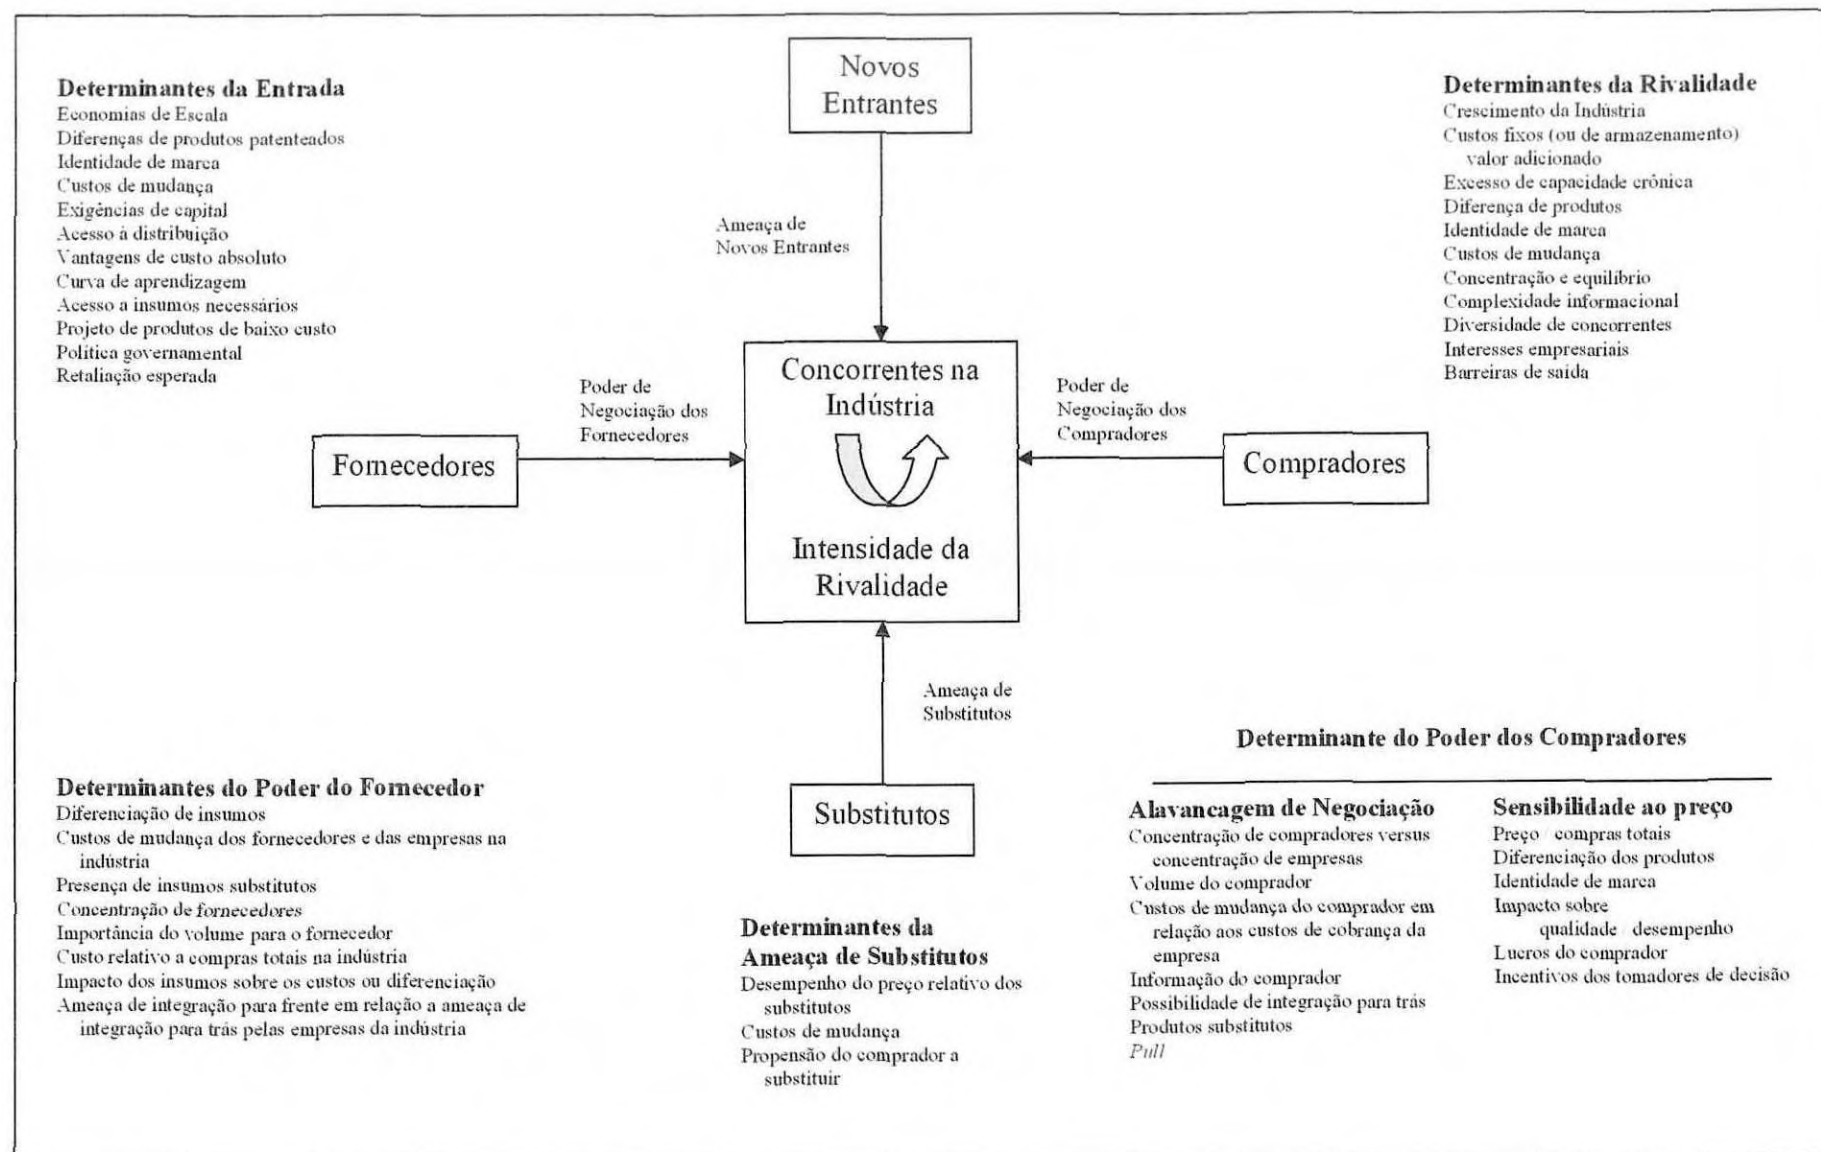 Novos
Entrantes
Determinantes da Entrada
Economias de Escala
Diferenças de produtos patenteados
Identidade de marca
Custos de mudança
Exigências de capital
Acesso à distribuição
Vantagens de custo absoluto
Curva de aprendizagem
Acesso a insumos necessários
Projeto de produtos de baixo custo
Política governamental
Retaliação esperada
Determinantes da Rivalidade
Crescimento da Indústria
Custos fixos (ou de armazenamento)
valor adicionado
Excesso de capacidade crônica
Diferença de produtos
Identidade de marca
Custos de mudança
Concentração e equilíbrio
Complexidade informacional
Diversidade de concorrentes
Interesses empresariais
Barreiras de saída
Ameaça de
Novos Entrantes
Poder de
Negociação dos
Fornecedores
Fornecedores
Concorrentes na
Indústria
Intensidade da
Rivalidade
Poder de
Negociação dos
Compradores
Compradores
Ameaça de
Substitutos
Substitutos
Determinantes do Poder do Fornecedor
Diferenciação de insumos
Custos de mudança dos fornecedores e das empresas na
indústria
Presença de insumos substitutos
Concentração de fornecedores
Importância do volume para o fornecedor
Custo relativo a compras totais na indústria
Impacto dos insumos sobre os custos ou diferenciação
Ameaça de integração para frente em relação a ameaça de
integração para trás pelas empresas da indústria
Determinantes da
Ameaça de Substitutos
Desempenho do preço relativo dos
substitutos
Custos de mudança
Propensão do comprador a
substituir
Determinante do Poder dos Compradores
Alavancagem de Negociação
Concentração de compradores versus
concentração de empresas
Volume do comprador
Custos de mudança do comprador em
relação aos custos de cobrança da
empresa
Informação do comprador
Possibilidade de integração para trás
Produtos substitutos
Pull
Sensibilidade ao preço
Preço compras totais
Diferenciação dos produtos
Identidade de marca
Impacto sobre
qualidade desempenho
Lucros do comprador
Incentivos dos tomadores de decisão